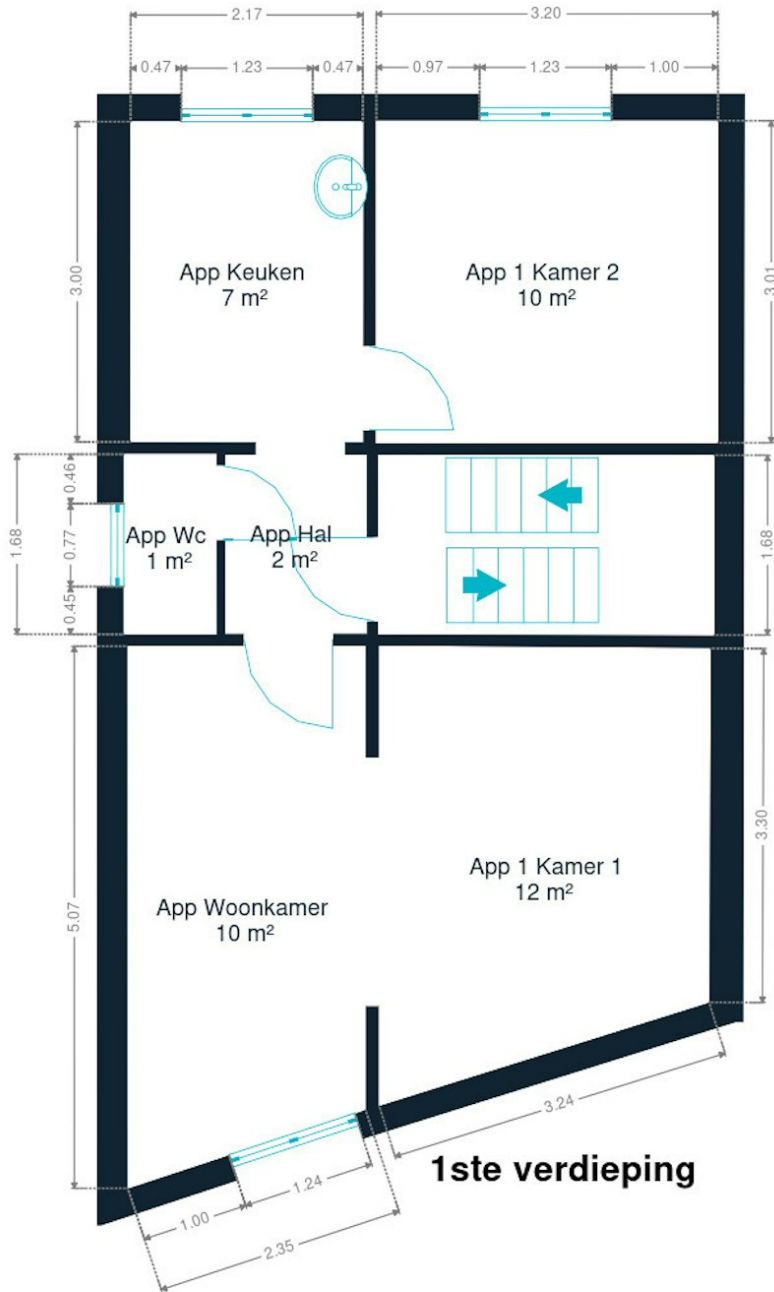 2.17
3.20
0.47
1.23
0.47
0.97
1.23
1.00
3.00
3.01
App Keuken
7 m²
App 1 Kamer 2
10 m²
1.68
0.46
0.77
0.45
App Wc
1 m²
App Hal
2 m²
1.68
5.07
3.30
App 1 Kamer 1
12 m²
App Woonkamer
10 m²
3.24
1ste verdieping
1.24
1.00
2.35